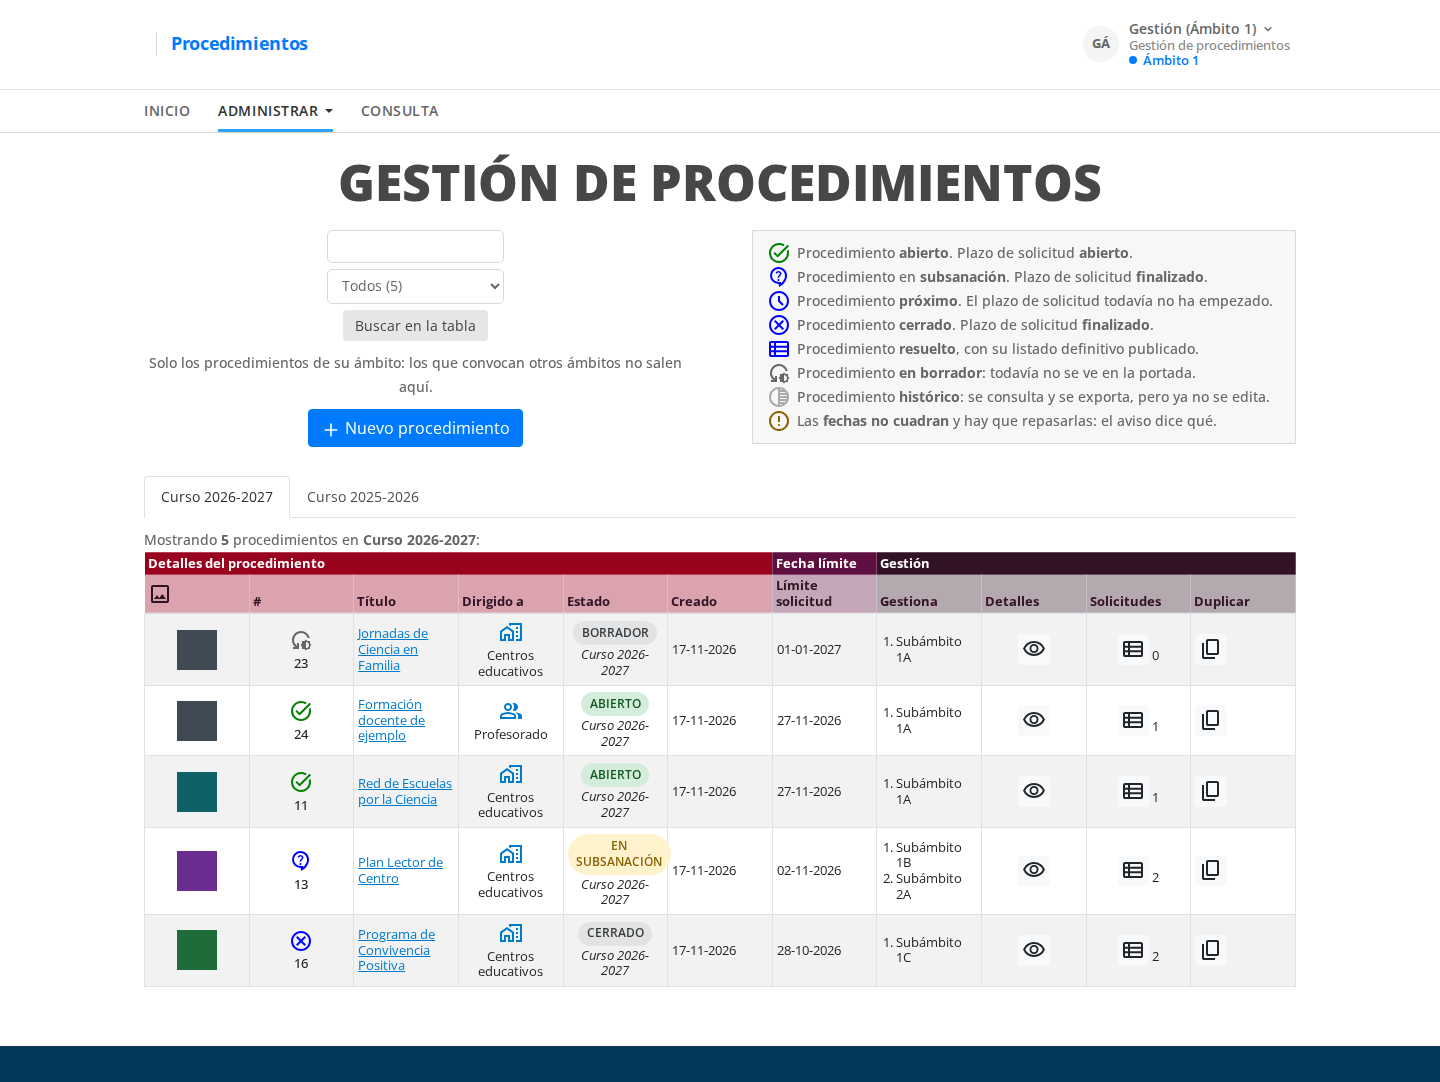 Procedimientos
GÁ
Gestión (Ámbito 1)
Gestión de procedimientos
Ámbito 1
INICIO
ADMINISTRAR
CONSULTA
GESTIÓN DE PROCEDIMIENTOS
Todos (5)
Buscar en la tabla
Solo los procedimientos de su ámbito: los que convocan otros ámbitos no salen
aquí.
Nuevo procedimiento
Procedimiento abierto. Plazo de solicitud abierto.
Procedimiento en subsanación. Plazo de solicitud finalizado.
Procedimiento próximo. El plazo de solicitud todavía no ha empezado.
Procedimiento cerrado. Plazo de solicitud finalizado.
Procedimiento resuelto, con su listado definitivo publicado.
Procedimiento en borrador: todavía no se ve en la portada.
Procedimiento histórico: se consulta y se exporta, pero ya no se edita.
Las fechas no cuadran y hay que repasarlas: el aviso dice qué.
Curso 2026-2027
Curso 2025-2026
Mostrando 5 procedimientos en Curso 2026-2027:
Detalles del procedimiento
Fecha límite
Gestión
#
Título
Dirigido a
Estado
Creado
Límite
solicitud
Gestiona
Detalles
Solicitudes
Duplicar
23
Jornadas de
Ciencia en
Familia
Centros
educativos
BORRADOR
Curso 2026-
2027
17-11-2026
01-01-2027
1. Subámbito
1A
0
24
Formación
docente de
ejemplo
Profesorado
ABIERTO
Curso 2026-
2027
17-11-2026
27-11-2026
1. Subámbito
1A
1
11
Red de Escuelas
por la Ciencia
Centros
educativos
ABIERTO
Curso 2026-
2027
17-11-2026
27-11-2026
1. Subámbito
1A
1
13
Plan Lector de
Centro
Centros
educativos
EN
SUBSANACIÓN
Curso 2026-
2027
17-11-2026
02-11-2026
1. Subámbito
1B
2. Subámbito
2A
2
16
Programa de
Convivencia
Positiva
Centros
educativos
CERRADO
Curso 2026-
2027
17-11-2026
28-10-2026
1. Subámbito
1C
2